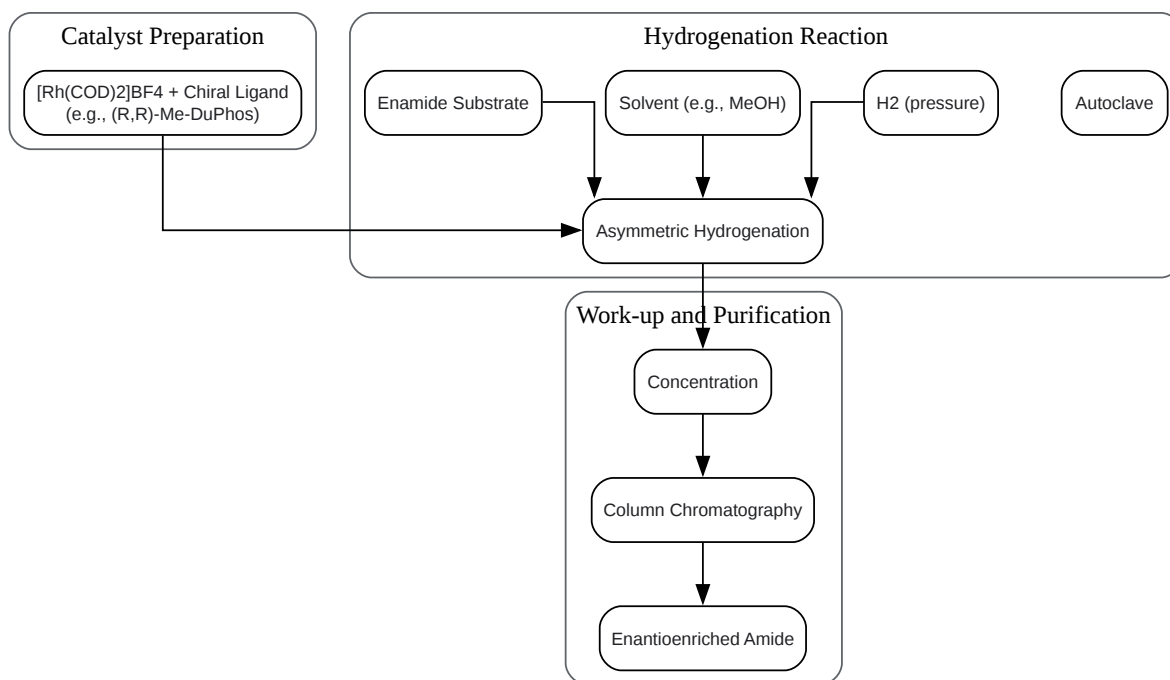 Catalyst Preparation
[Rh(COD)2]BF4 + Chiral Ligand
(e.g., (R,R)-Me-DuPhos)
Hydrogenation Reaction
Enamide Substrate
Solvent (e.g., MeOH)
H2 (pressure)
Autoclave
Asymmetric Hydrogenation
Work-up and Purification
Concentration
Column Chromatography
Enantioenriched Amide